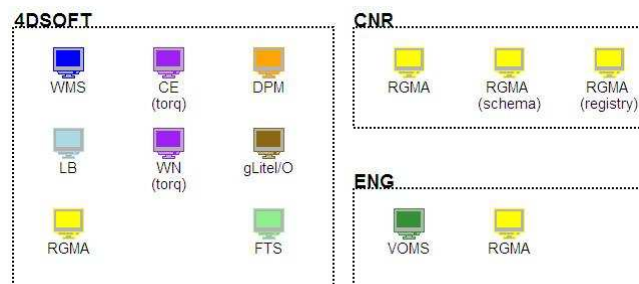 4DSOFT
WMS
CE
(torq)
DPM
LB
WN
(torq)
gLiteI/O
RGMA
FTS
CNR
RGMA
RGMA
(schema)
RGMA
(registry)
ENG
VOMS
RGMA